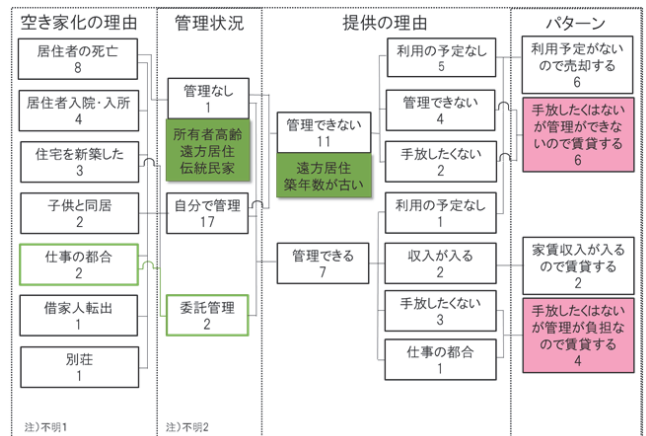 空き家化の理由
管理状況
提供の理由
パターン
居住者の死亡
8
居住者入院・入所
4
住宅を新築した
3
子供と同居
2
仕事の都合
2
借家人転出
1
別荘
1
注)不明1
管理なし
1
所有者高齢
遠方居住
伝統民家
自分で管理
17
委託管理
2
注)不明2
管理できない
11
遠方居住
築年数が古い
管理できる
7
利用の予定なし
5
管理できない
4
手放したくない
2
利用の予定なし
1
収入が入る
2
手放したくない
3
仕事の都合
1
利用予定がない
ので売却する
6
手放したくはない
が管理ができな
いので賃貸する
6
家賃収入が入る
ので賃貸する
2
手放したくはない
が管理が負担な
ので賃貸する
4